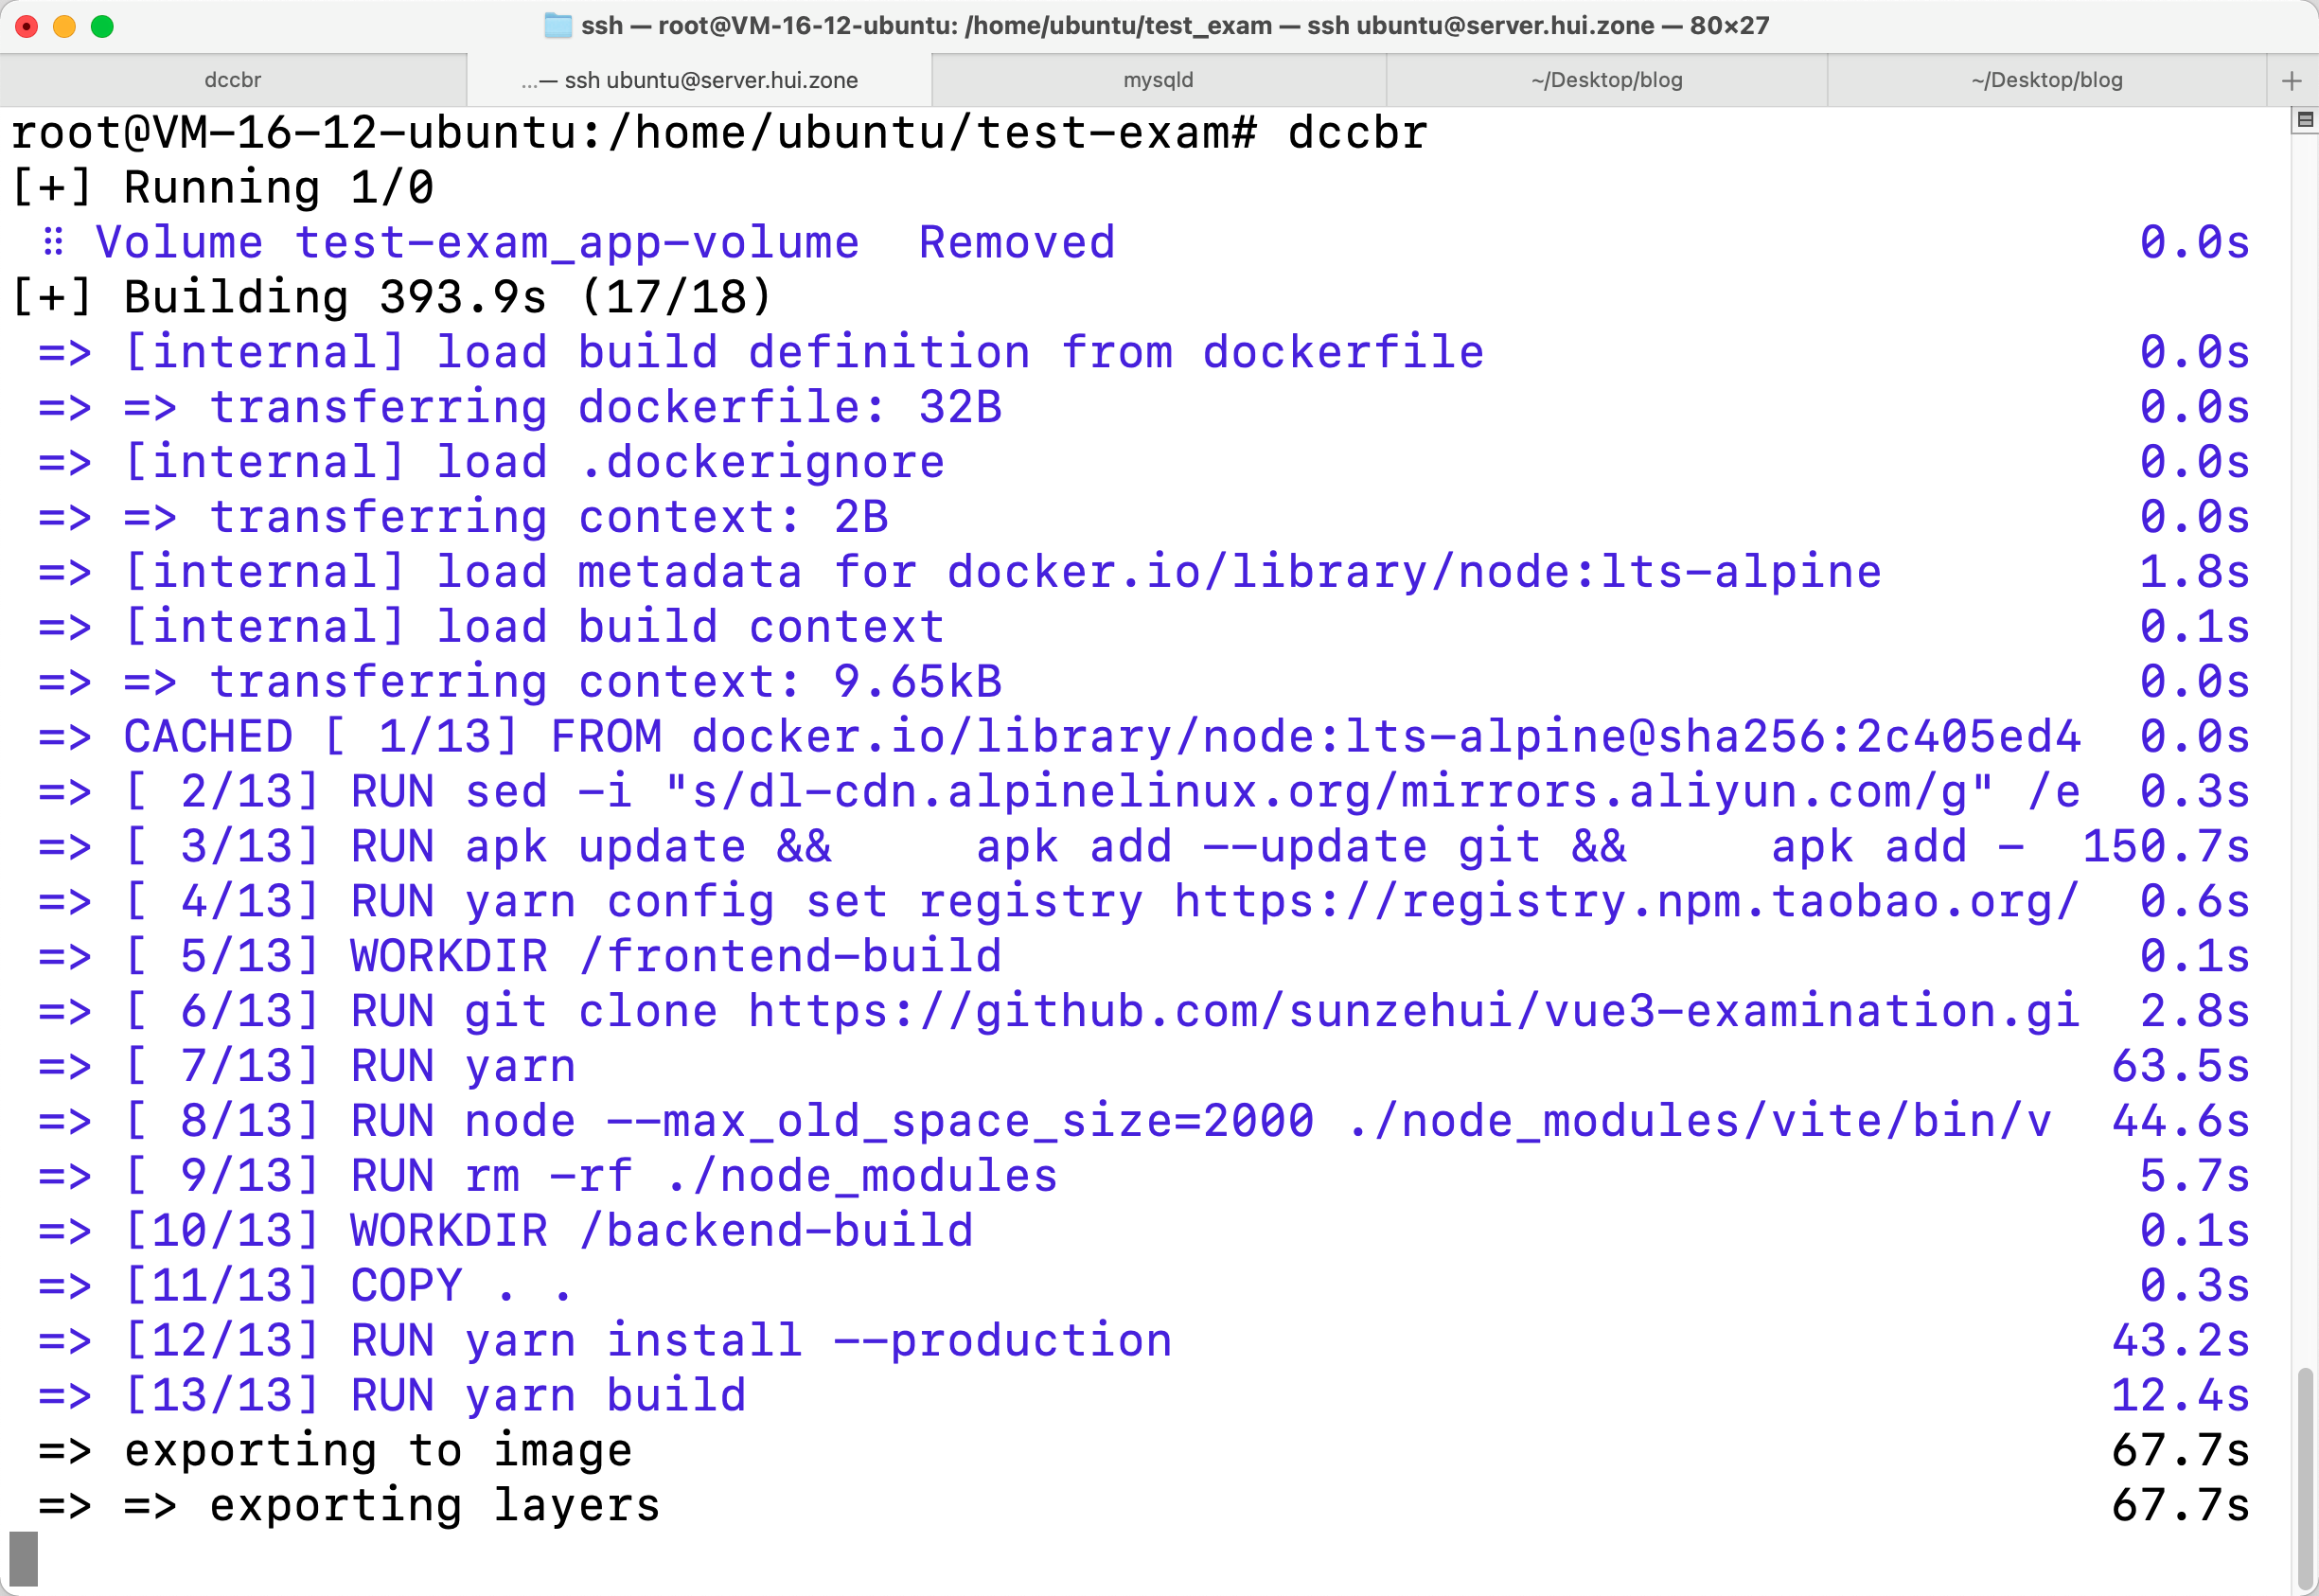 ssh — root@VM-16-12-ubuntu: /home/ubuntu/test_exam — ssh ubuntu@server.hui.zone — 80×27
dccbr ...— ssh ubuntu@server.hui.zone mysqld ~/Desktop/blog ~/Desktop/blog +
root@VM-16-12-ubuntu:/home/ubuntu/test-exam# dccbr
[+] Running 1/0
⠿ Volume test-exam_app-volume  Removed 0.0s
[+] Building 393.9s (17/18)
=> [internal] load build definition from dockerfile 0.0s
=> => transferring dockerfile: 32B 0.0s
=> [internal] load .dockerignore 0.0s
=> => transferring context: 2B 0.0s
=> [internal] load metadata for docker.io/library/node:lts-alpine 1.8s
=> [internal] load build context 0.1s
=> => transferring context: 9.65kB 0.0s
=> CACHED [ 1/13] FROM docker.io/library/node:lts-alpine@sha256:2c405ed4 0.0s
=> [ 2/13] RUN sed -i "s/dl-cdn.alpinelinux.org/mirrors.aliyun.com/g" /e 0.3s
=> [ 3/13] RUN apk update &&     apk add --update git &&     apk add - 150.7s
=> [ 4/13] RUN yarn config set registry https://registry.npm.taobao.org/ 0.6s
=> [ 5/13] WORKDIR /frontend-build 0.1s
=> [ 6/13] RUN git clone https://github.com/sunzehui/vue3-examination.gi 2.8s
=> [ 7/13] RUN yarn 63.5s
=> [ 8/13] RUN node --max_old_space_size=2000 ./node_modules/vite/bin/v 44.6s
=> [ 9/13] RUN rm -rf ./node_modules 5.7s
=> [10/13] WORKDIR /backend-build 0.1s
=> [11/13] COPY . . 0.3s
=> [12/13] RUN yarn install --production 43.2s
=> [13/13] RUN yarn build 12.4s
=> exporting to image 67.7s
=> => exporting layers 67.7s